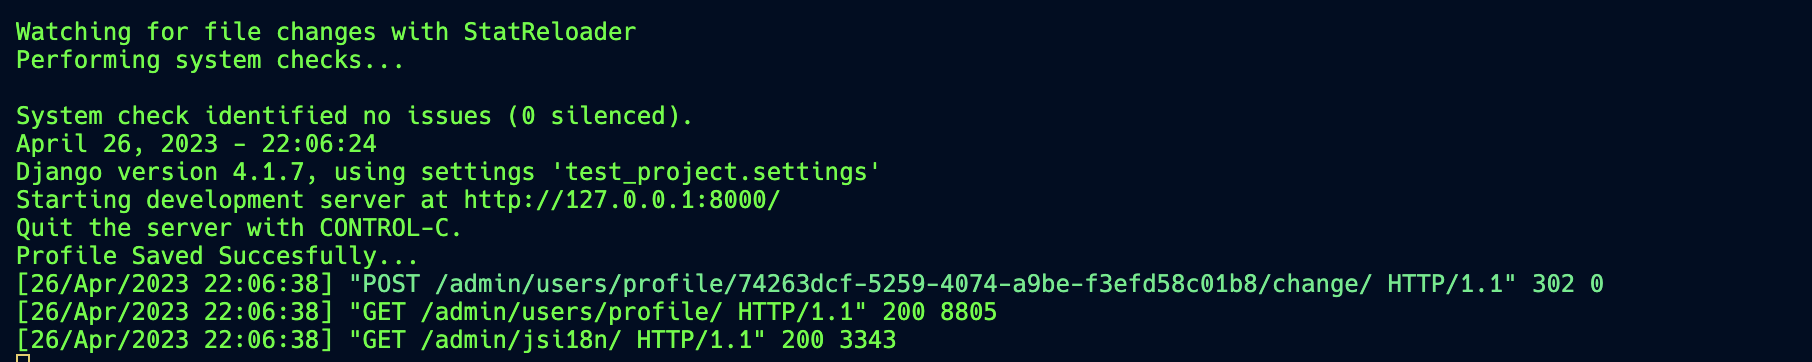 Watching for file changes with StatReloader
Performing system checks...
System check identified no issues (0 silenced).
April 26, 2023 - 22:06:24
Django version 4.1.7, using settings 'test_project.settings'
Starting development server at http://127.0.0.1:8000/
Quit the server with CONTROL-C.
Profile Saved Succesfully...
[26/Apr/2023 22:06:38] "POST /admin/users/profile/74263dcf-5259-4074-a9be-f3efd58c01b8/change/ HTTP/1.1" 302 0
[26/Apr/2023 22:06:38] "GET /admin/users/profile/ HTTP/1.1" 200 8805
[26/Apr/2023 22:06:38] "GET /admin/jsi18n/ HTTP/1.1" 200 3343